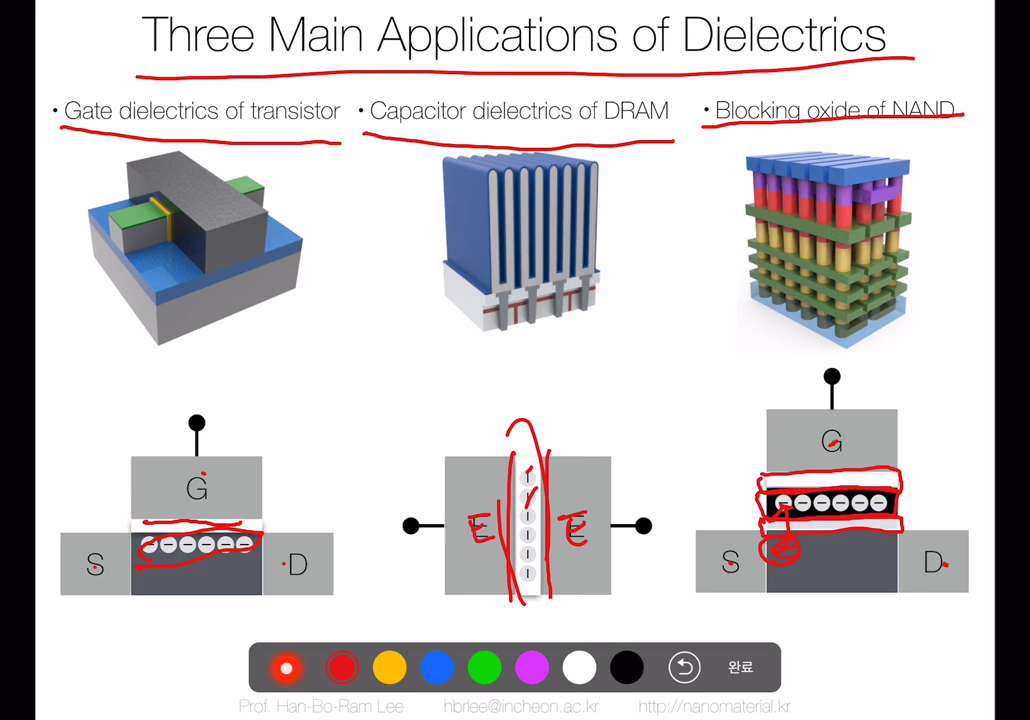 Three Main Applications of Dielectrics
• Gate dielectrics of transistor
• Capacitor dielectrics of DRAM
• Blocking oxide of NAND
G
S
D
E
E
G
S
D
완료
Prof. Han-Bo-Ram Lee
hbrlee@incheon.ac.kr
http://nanomaterial.kr